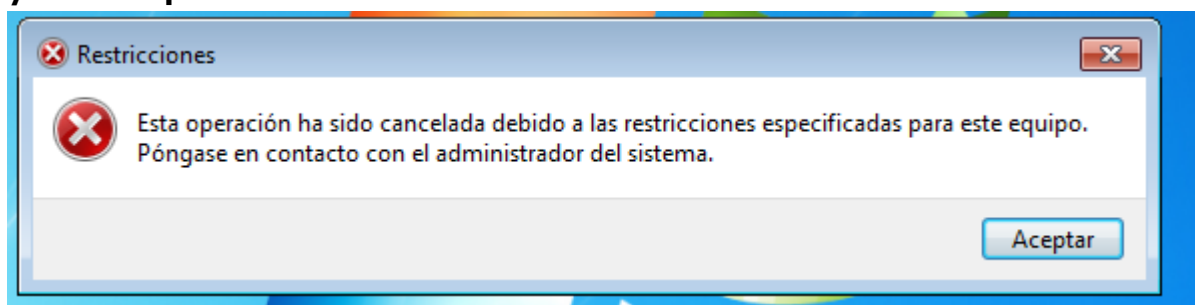 Restricciones
Esta operación ha sido cancelada debido a las restricciones especificadas para este equipo.
Póngase en contacto con el administrador del sistema.
Aceptar